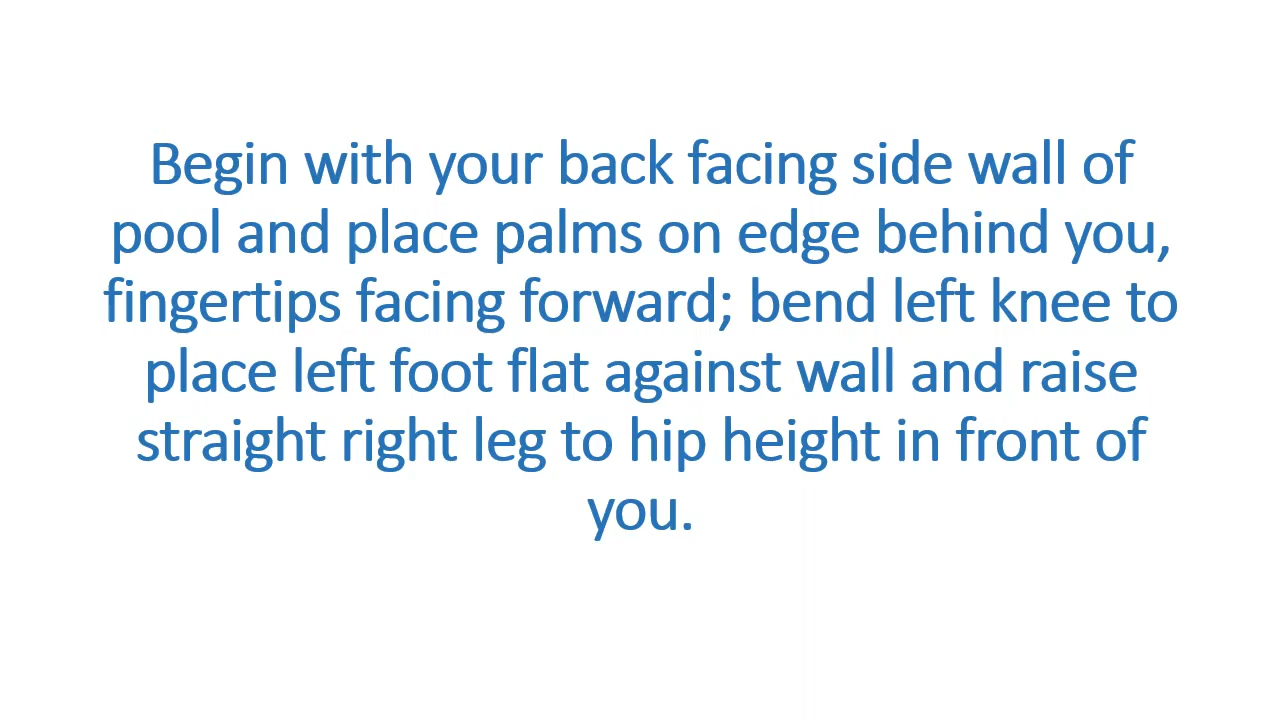 Begin with your back facing side wall of
pool and place palms on edge behind you,
fingertips facing forward; bend left knee to
place left foot flat against wall and raise
straight right leg to hip height in front of
you.